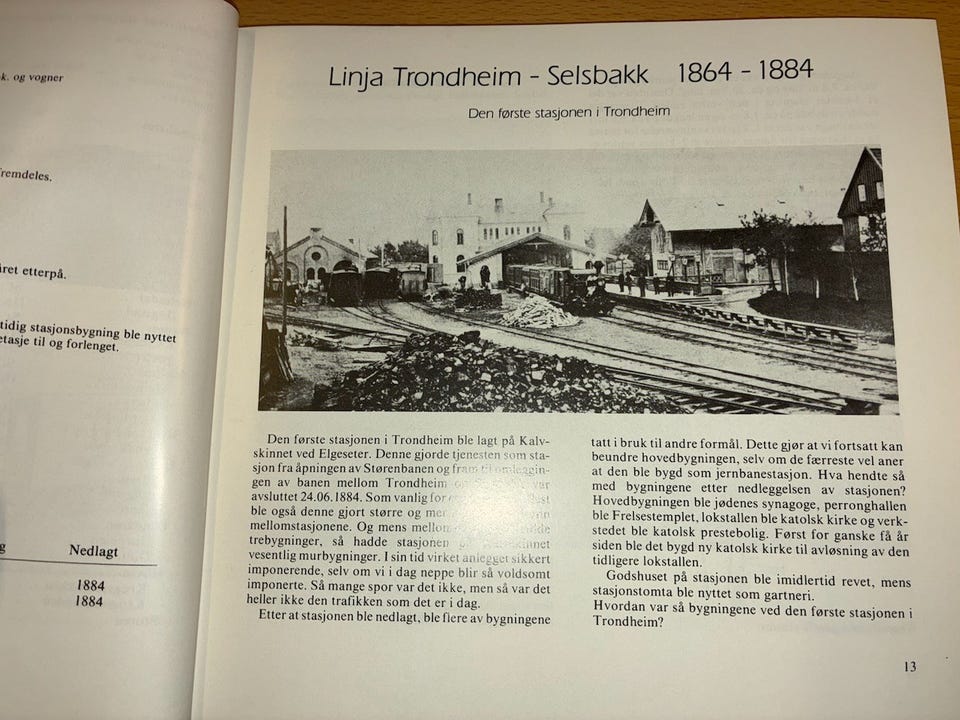 k. og vogner
remdeles.
ret etterpå.
tidig stasjonsbygning ble nyttet
etasje til og forlenget.
Nedlagt
1884
1884
Linja Trondheim - Selsbakk 1864 - 1884
Den første stasjonen i Trondheim
Den første stasjonen i Trondheim ble lagt på Kalv-
skinnet ved Elgeseter. Denne gjorde tjenesten som sta-
sjon fra åpningen av Størenbanen og fram til omleggin-
gen av banen mellom Trondheim var
avsluttet 24.06.1884. Som vanlig for
ble også denne gjort større og mer
mellomstasjonene. Og mens mellom
trebygninger, så hadde stasjonen
vesentlig murbygninger. I sin tid virket anlegget sikkert
imponerende, selv om vi i dag neppe blir så voldsomt
imponerte. Så mange spor var det ikke, men så var det
heller ikke den trafikken som det er i dag.
Etter at stasjonen ble nedlagt, ble flere av bygningene
tatt i bruk til andre formål. Dette gjør at vi fortsatt kan
beundre hovedbygningen, selv om de færreste vel aner
at den ble bygd som jernbanestasjon. Hva hendte så
med bygningene etter nedleggelsen av stasjonen?
Hovedbygningen ble jødenes synagoge, perronghallen
ble Frelsestemplet, lokstallen ble katolsk kirke og verk-
stedet ble katolsk prestebolig. Først for ganske få år
siden ble det bygd ny katolsk kirke til avløsning av den
tidligere lokstallen.
Godshuset på stasjonen ble imidlertid revet, mens
stasjonstomta ble nyttet som gartneri.
Hvordan var så bygningene ved den første stasjonen i
Trondheim?
13